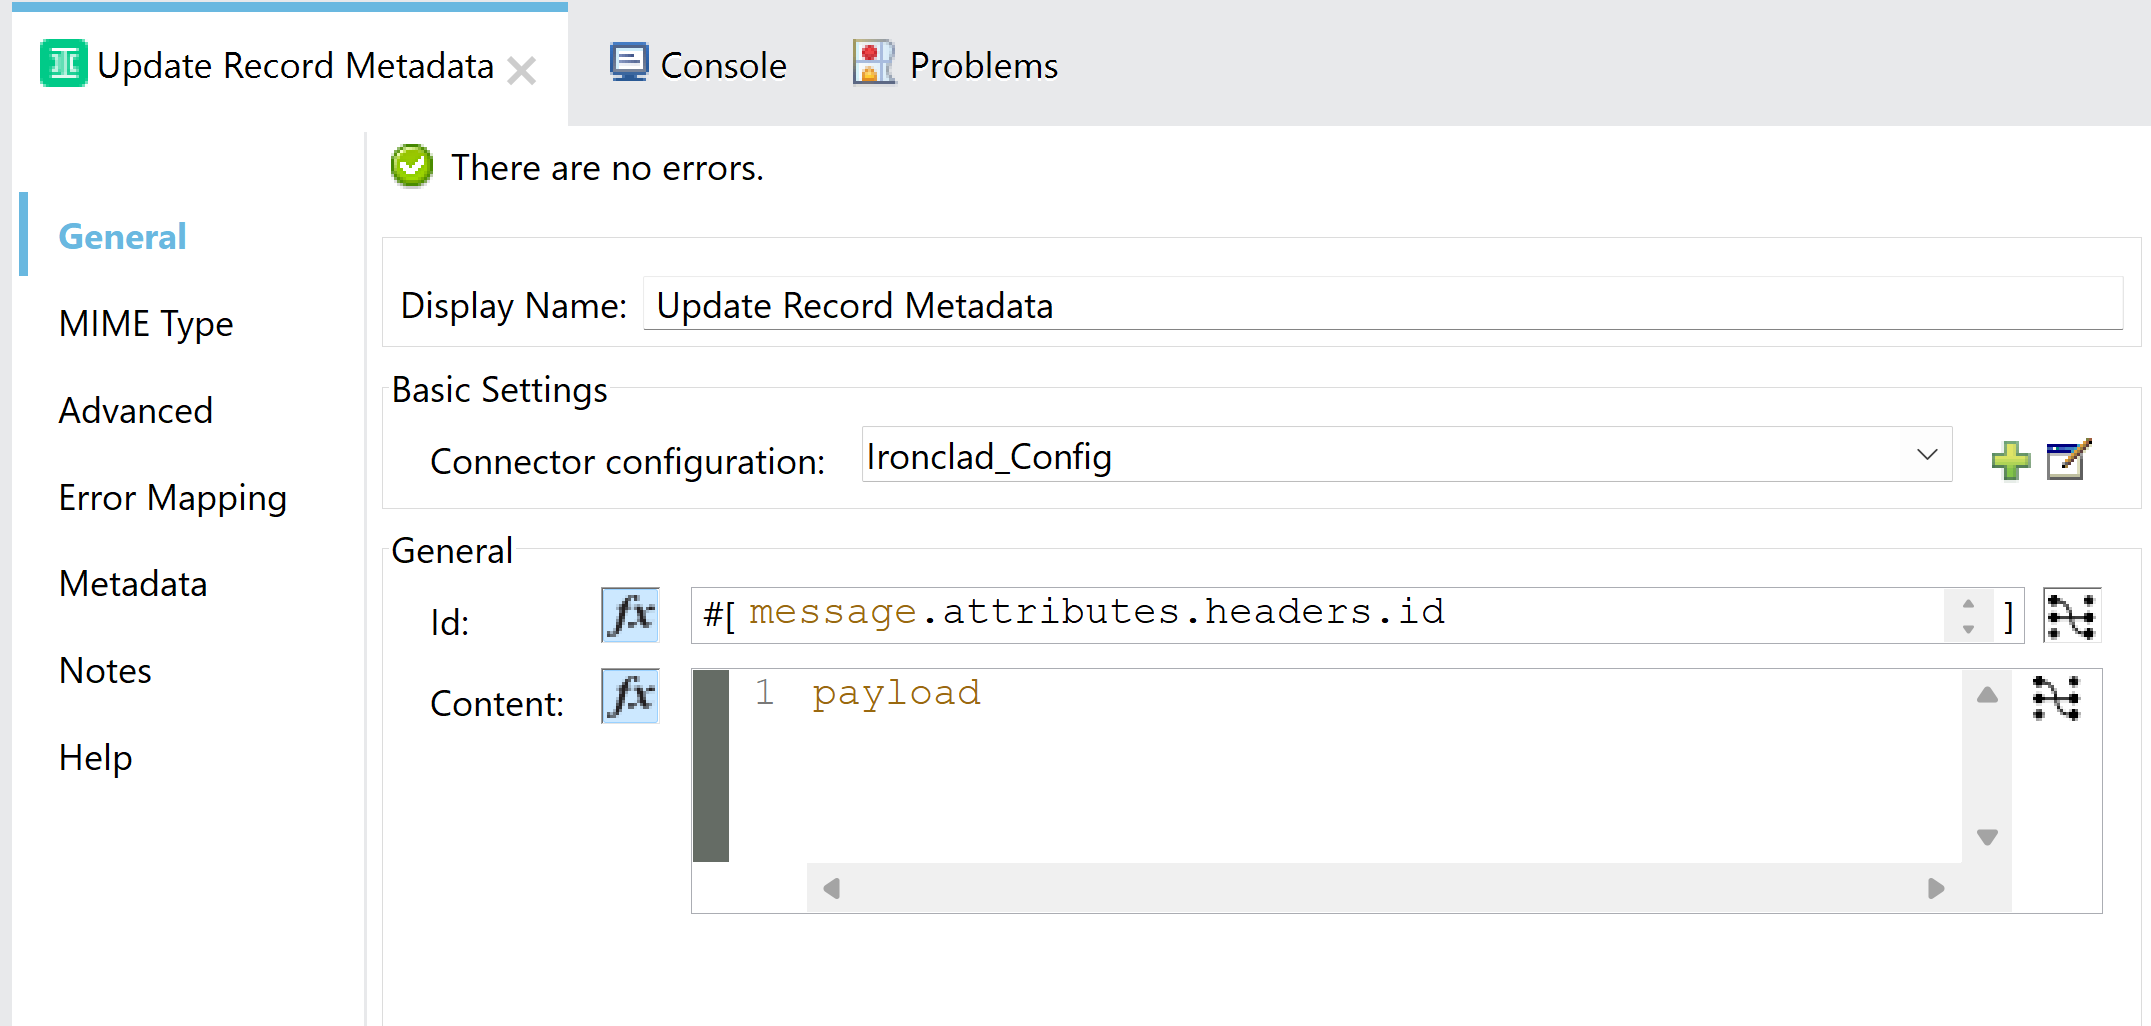 Update Record Metadata
Console
Problems
There are no errors.
General
MIME Type
Advanced
Error Mapping
Metadata
Notes
Help
Display Name: Update Record Metadata
Basic Settings
Connector configuration: Ironclad_Config
General
Id: fx #[ message.attributes.headers.id ]
Content: fx 1 payload